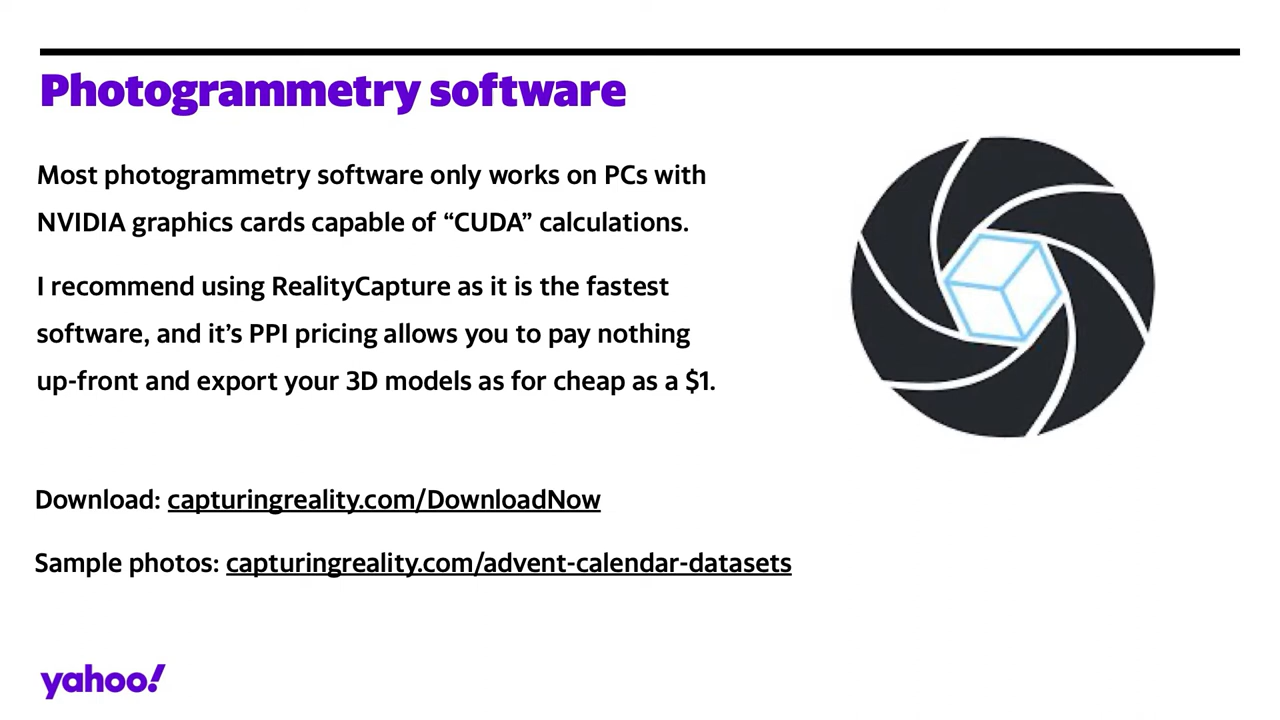 Photogrammetry software
Most photogrammetry software only works on PCs with
NVIDIA graphics cards capable of “CUDA” calculations.
I recommend using RealityCapture as it is the fastest
software, and it’s PPI pricing allows you to pay nothing
up-front and export your 3D models as for cheap as a $1.
Download: capturingreality.com/DownloadNow
Sample photos: capturingreality.com/advent-calendar-datasets
yahoo!